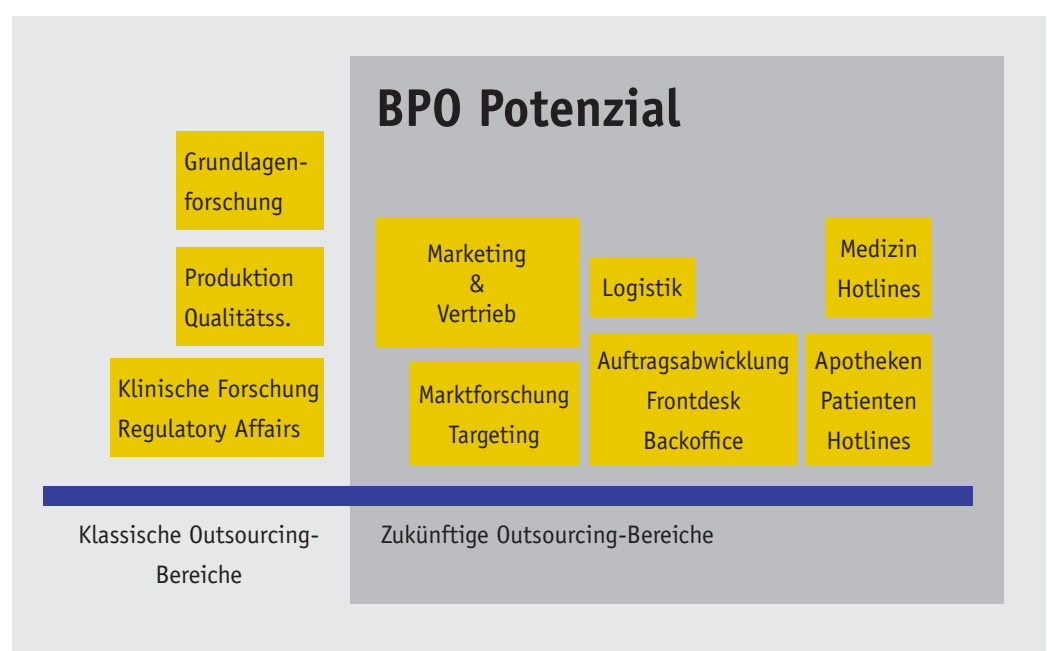 BPO Potenzial
Grundlagen-
forschung
Produktion
Qualitätss.
Klinische Forschung
Regulatory Affairs
Marketing
&
Vertrieb
Marktforschung
Targeting
Logistik
Auftragsabwicklung
Frontdesk
Backoffice
Medizin
Hotlines
Apotheken
Patienten
Hotlines
Klassische Outsourcing-
Bereiche
Zukünftige Outsourcing-Bereiche